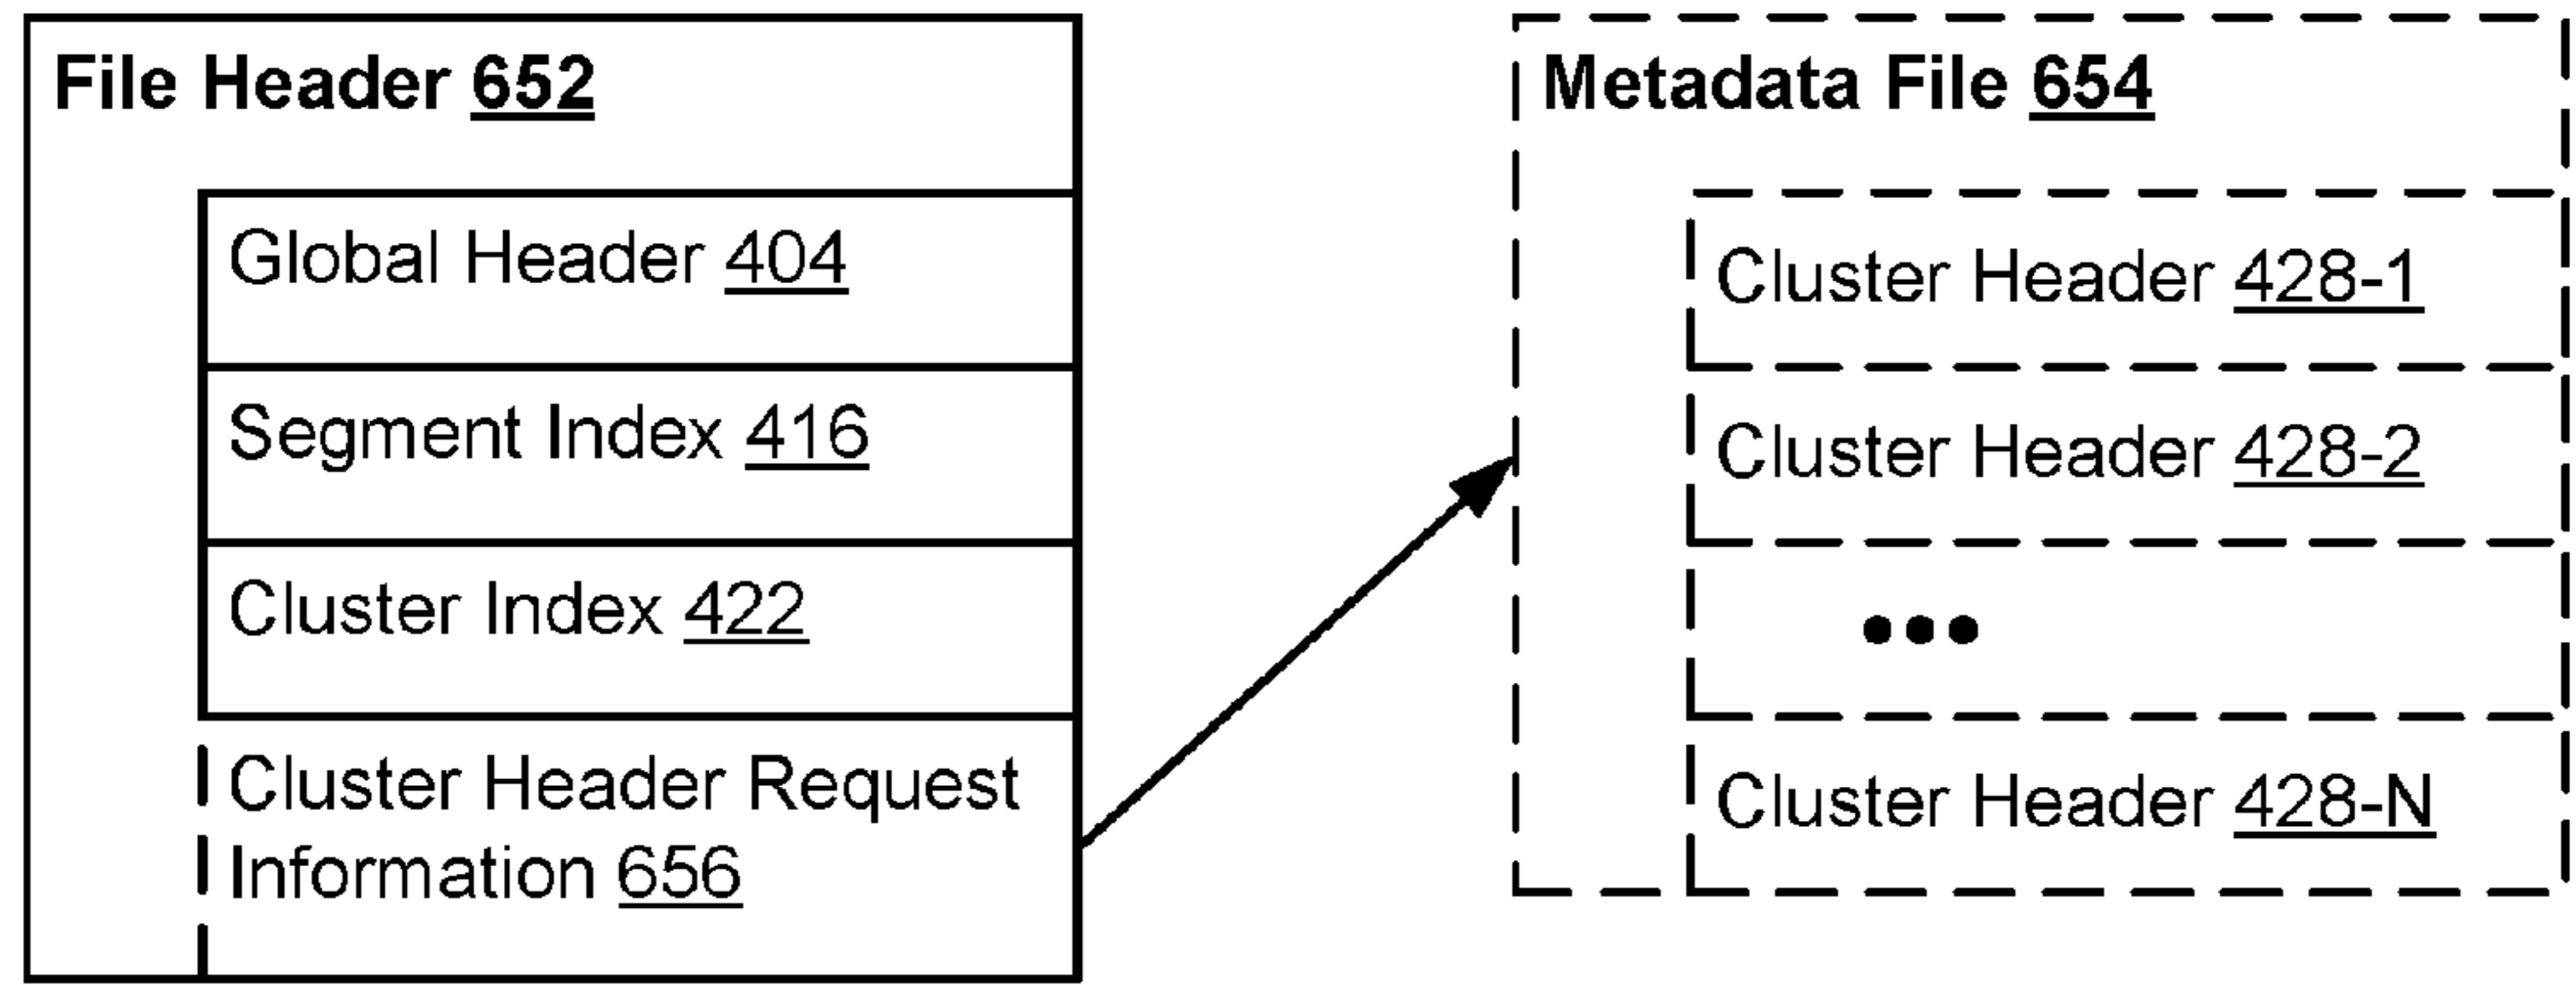 File Header 652
Global Header 404
Segment Index 416
Cluster Index 422
Cluster Header Request
Information 656
Metadata File 654
Cluster Header 428-1
Cluster Header 428-2
•••
Cluster Header 428-N